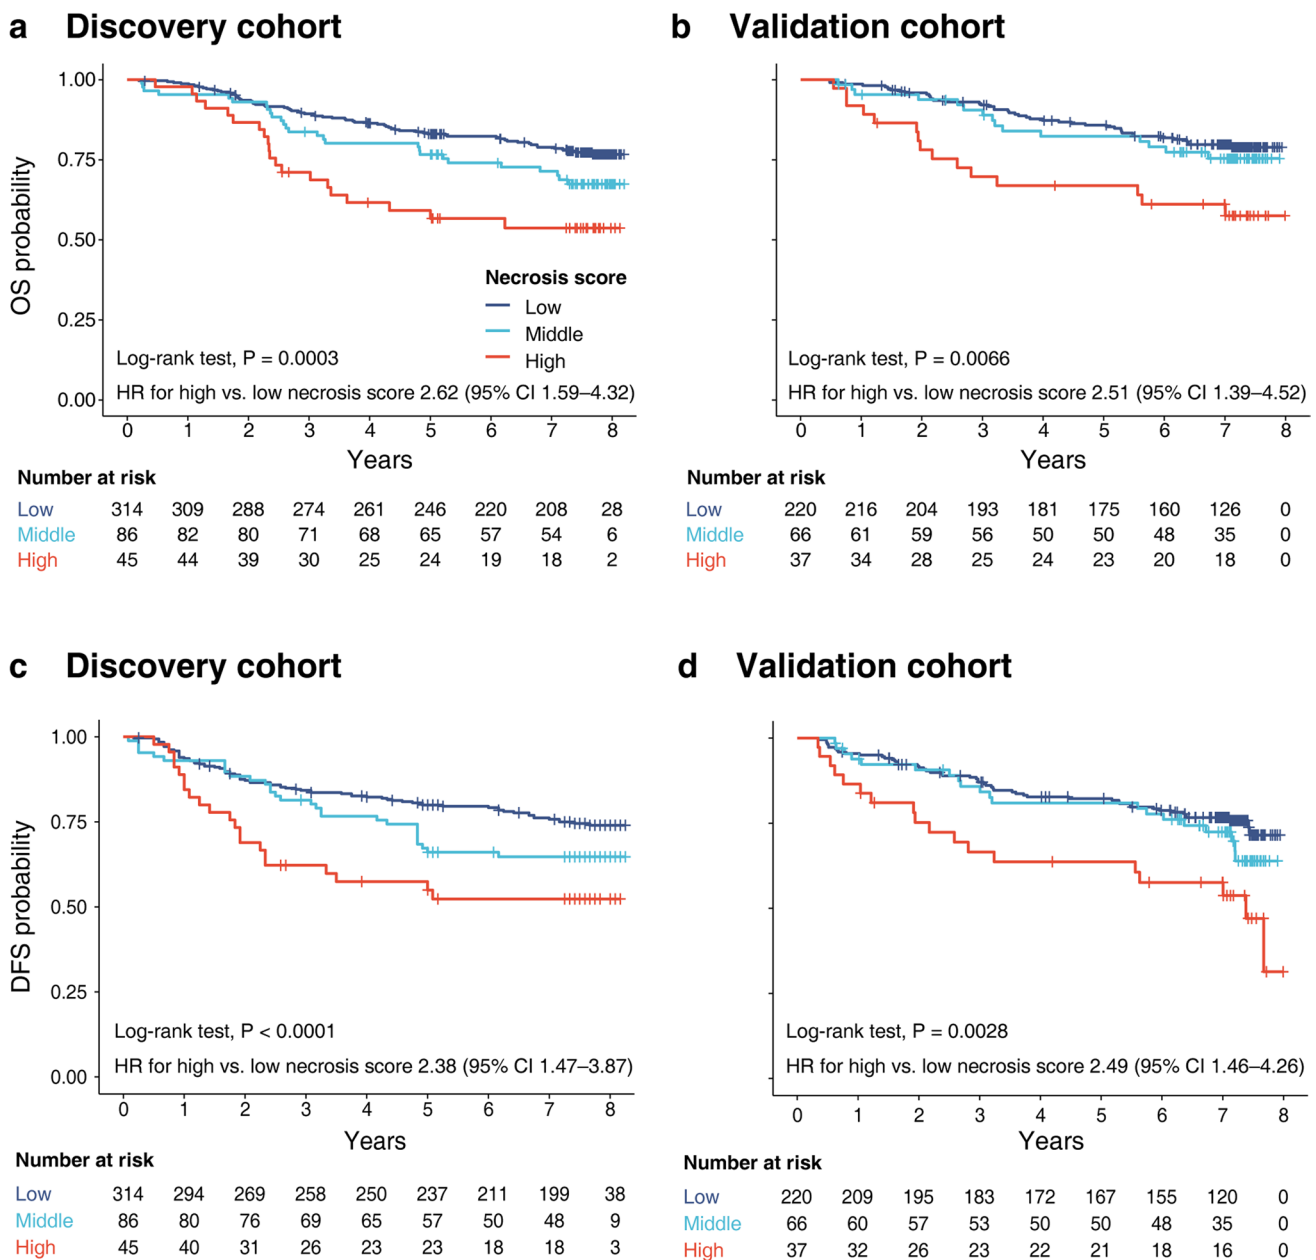 a Discovery cohort
OS probability
1.00
0.75
0.50
0.25
0.00
Necrosis score
Low
Middle
High
Log-rank test, P = 0.0003
HR for high vs. low necrosis score 2.62 (95% CI 1.59–4.32)
0 1 2 3 4 5 6 7 8
Years
Number at risk
Low 314 309 288 274 261 246 220 208 28
Middle 86 82 80 71 68 65 57 54 6
High 45 44 39 30 25 24 19 18 2
b Validation cohort
Log-rank test, P = 0.0066
HR for high vs. low necrosis score 2.51 (95% CI 1.39–4.52)
0 1 2 3 4 5 6 7 8
Years
Number at risk
Low 220 216 204 193 181 175 160 126 0
Middle 66 61 59 56 50 50 48 35 0
High 37 34 28 25 24 23 20 18 0
c Discovery cohort
DFS probability
1.00
0.75
0.50
0.25
0.00
Log-rank test, P < 0.0001
HR for high vs. low necrosis score 2.38 (95% CI 1.47–3.87)
0 1 2 3 4 5 6 7 8
Years
Number at risk
Low 314 294 269 258 250 237 211 199 38
Middle 86 80 76 69 65 57 50 48 9
High 45 40 31 26 23 23 18 18 3
d Validation cohort
Log-rank test, P = 0.0028
HR for high vs. low necrosis score 2.49 (95% CI 1.46–4.26)
0 1 2 3 4 5 6 7 8
Years
Number at risk
Low 220 209 195 183 172 167 155 120 0
Middle 66 60 57 53 50 50 48 35 0
High 37 32 26 23 22 21 18 16 0